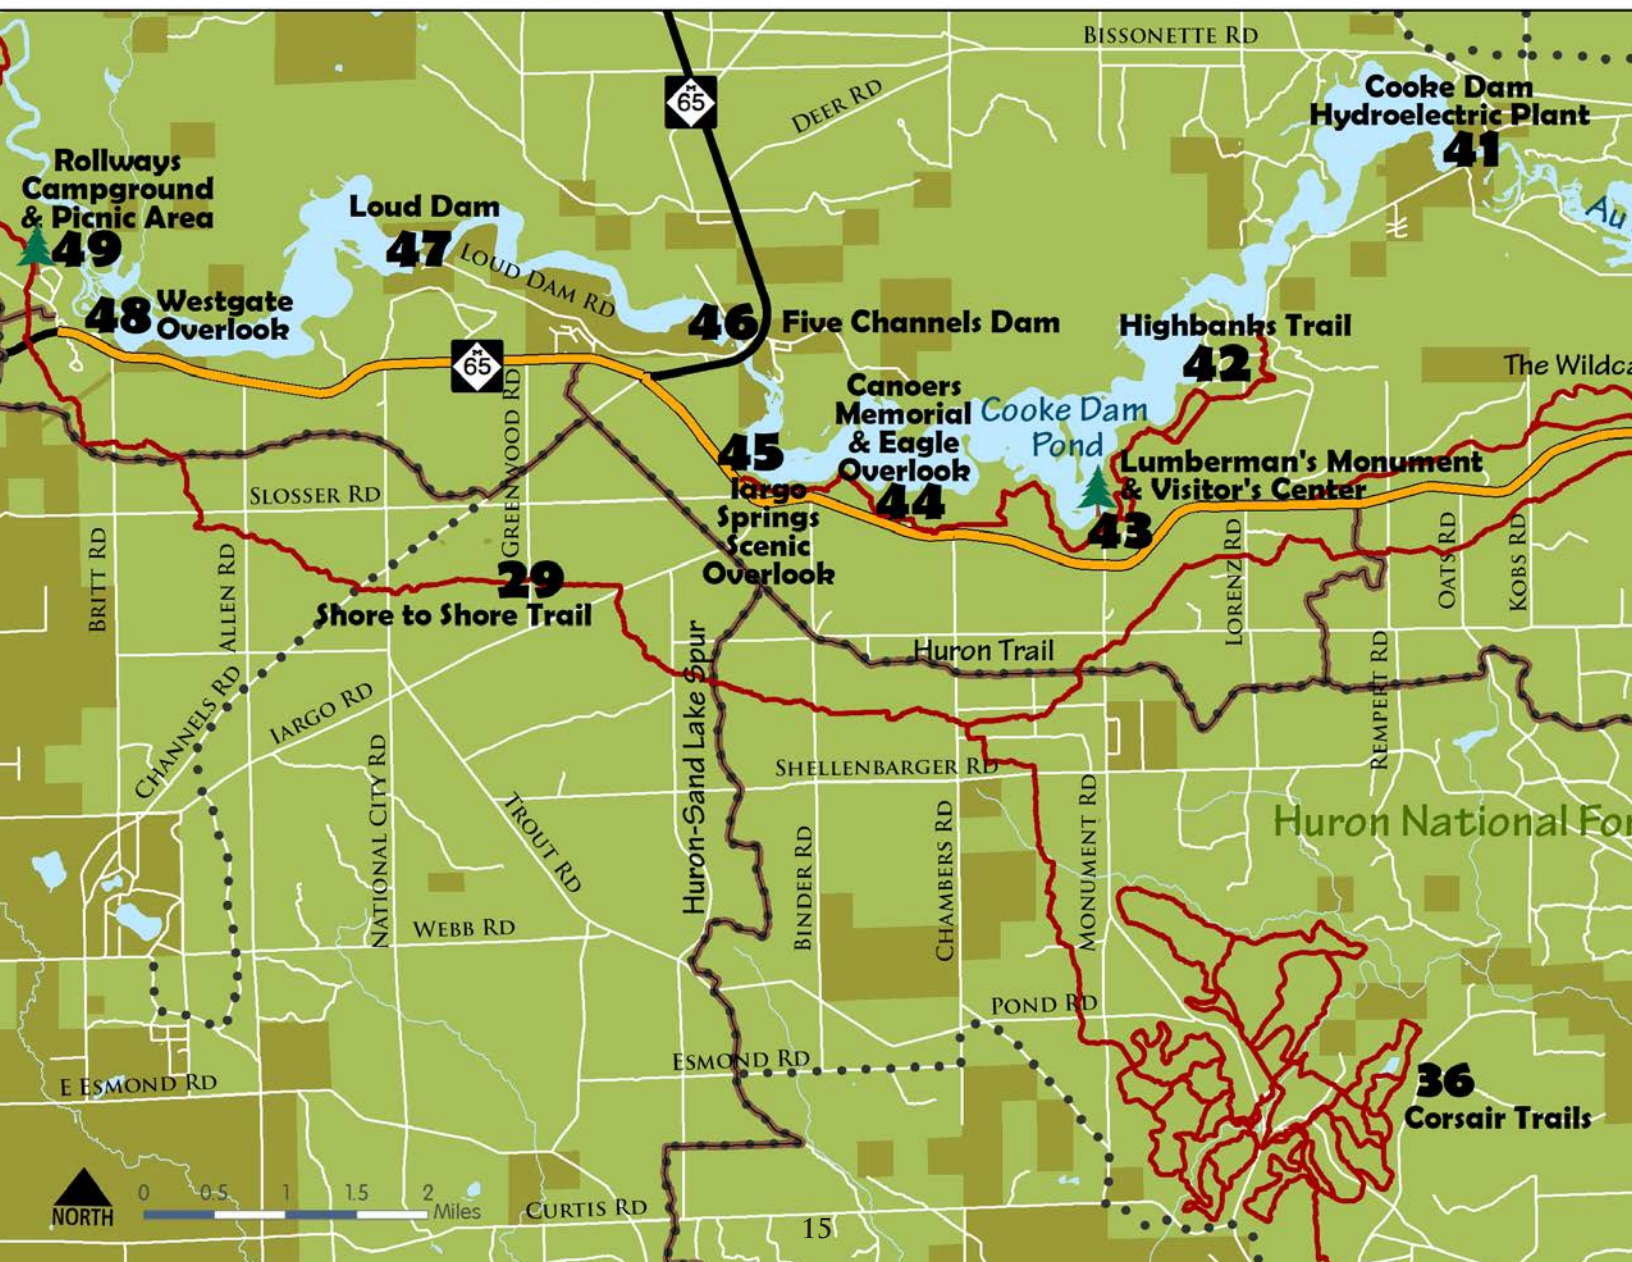 BISSONETTE RD
DEER RD
M
65
Cooke Dam
Hydroelectric Plant
41
Au
Rollways
Campground
& Picnic Area
49
Loud Dam
47
LOUD DAM RD
48 Westgate
Overlook
46 Five Channels Dam
Highbanks Trail
42
M
65
The Wildca
Canoers
Memorial
& Eagle
Overlook
44
Cooke Dam
Pond
GREENWOOD RD
45
Iargo
Springs
Scenic
Overlook
Lumberman's Monument
& Visitor's Center
43
SLOSSER RD
BRITT RD
ALLEN RD
29
Shore to Shore Trail
LORENZ RD
OATS RD
KOBS RD
Huron Trail
REMPERT RD
CHANNELS RD
IARGO RD
Huron-Sand Lake Spur
NATIONAL CITY RD
SHELLENBARGER RD
TROUT RD
BINDER RD
CHAMBERS RD
MONUMENT RD
Huron National For
WEBB RD
POND RD
ESMOND RD
E ESMOND RD
36
Corsair Trails
NORTH
0 0.5 1 1.5 2
Miles
CURTIS RD
15